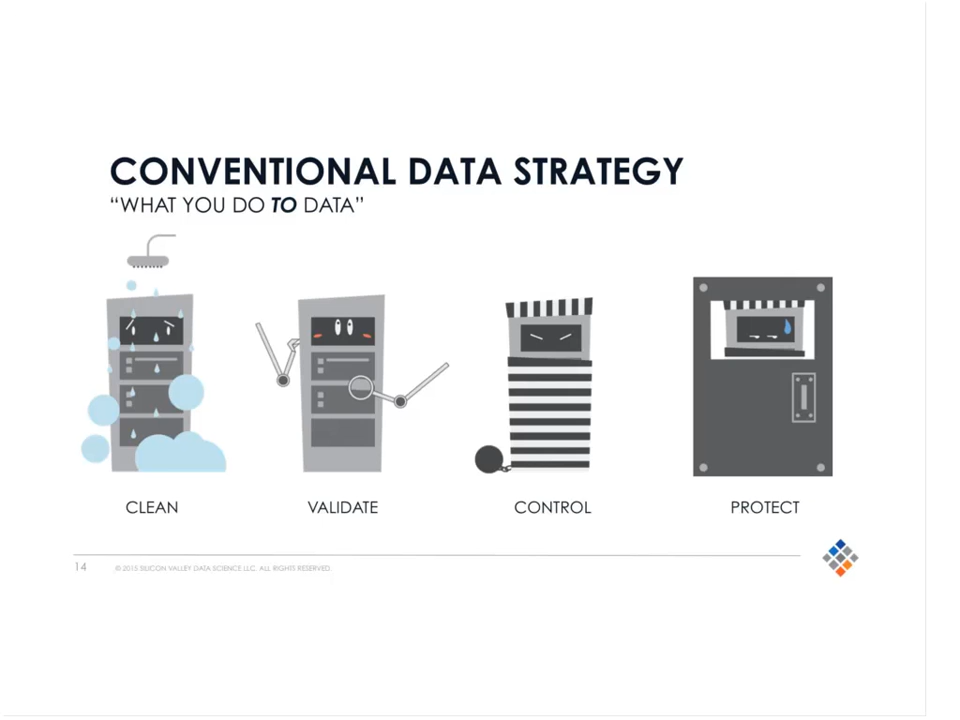 CONVENTIONAL DATA STRATEGY
“WHAT YOU DO TO DATA”
CLEAN
VALIDATE
CONTROL
PROTECT
14
© 2015 SILICON VALLEY DATA SCIENCE LLC. ALL RIGHTS RESERVED.